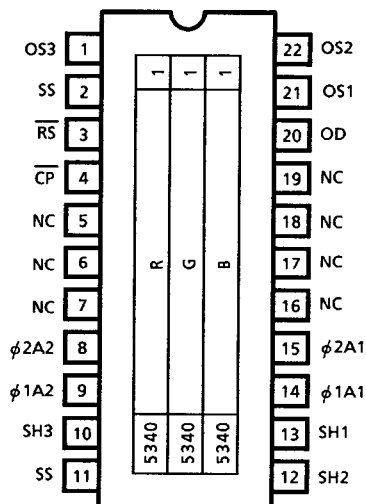 OS3 1 1 1 1 22 OS2
SS 2 21 OS1
R̅S̅ 3 20 OD
C̅P̅ 4 19 NC
NC 5 18 NC
NC 6 R G B 17 NC
NC 7 16 NC
ϕ2A2 8 15 ϕ2A1
ϕ1A2 9 14 ϕ1A1
SH3 10 5340 5340 5340 13 SH1
SS 11 12 SH2